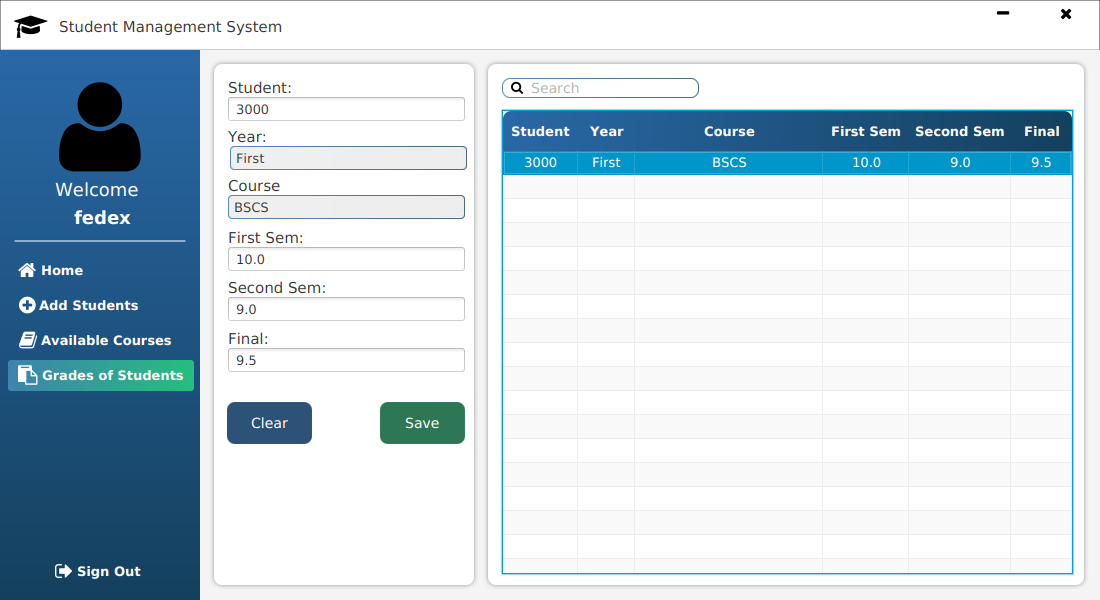 Student Management System
Welcome
fedex
Home
Add Students
Available Courses
Grades of Students
Sign Out
Student:
3000
Year:
First
Course
BSCS
First Sem:
10.0
Second Sem:
9.0
Final:
9.5
Clear Save
Search
Student Year Course First Sem Second Sem Final
3000 First BSCS 10.0 9.0 9.5